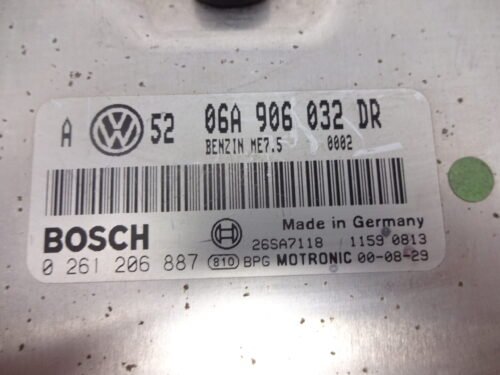 A VW 52 06A 906 032 DR
BENZIN ME7.5 0002
BOSCH Made in Germany
26SA7118 1159 0813
0 261 206 887 810 BPG MOTRONIC 00-08-29